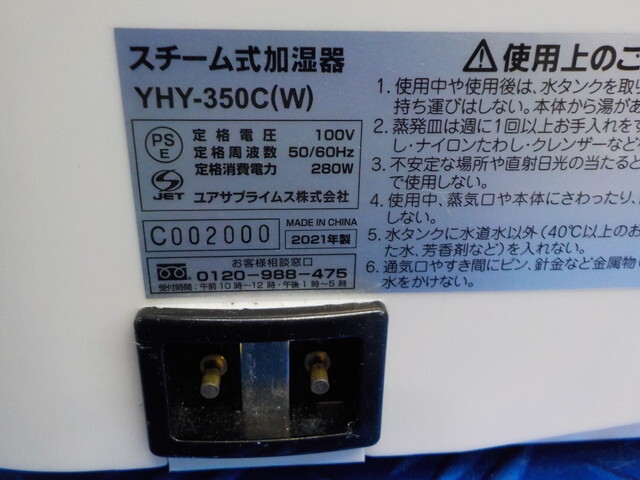 スチーム式加湿器
YHY-350C(W)
PS
E
定格電圧 100V
定格周波数 50/60Hz
定格消費電力 280W
JET
ユアサプライムス株式会社
C002000
MADE IN CHINA
2021年製
お客様相談窓口
0120-988-475
受付時間:午前10時〜12時・午後1時〜5時
⚠使用上のご
1. 使用中や使用後は、水タンクを取り
持ち運びはしない。本体から湯があ
2. 蒸発皿は週に1回以上お手入れをす
し・ナイロンたわし・クレンザーなど
3. 不安定な場所や直射日光の当たると
で使用しない。
4. 使用中、蒸気口や本体にさわったり、
しない。
5. 水タンクに水道水以外(40℃以上のお
た水、芳香剤など)を入れない。
6. 通気口やすき間にピン、針金など金属物
水をかけない。